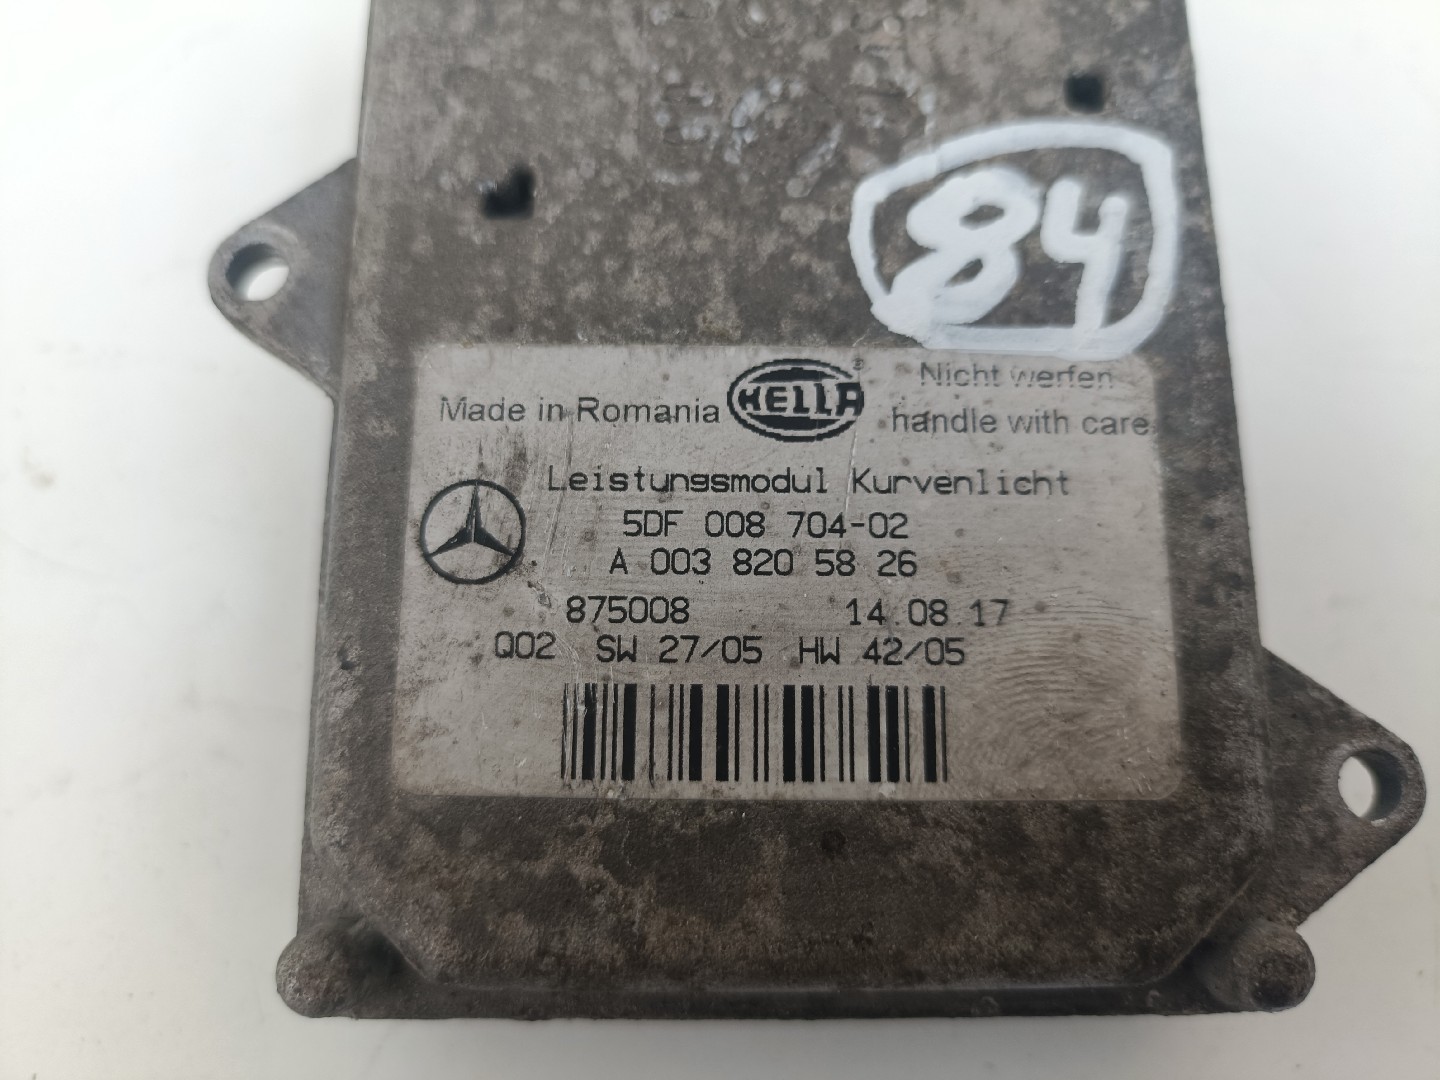 84
Made in Romania
HELLA
®
Nicht werfen
handle with care
Leistungsmodul Kurvenlicht
5DF 008 704-02
A 003 820 58 26
875008 14.08.17
Q02 SW 27/05 HW 42/05